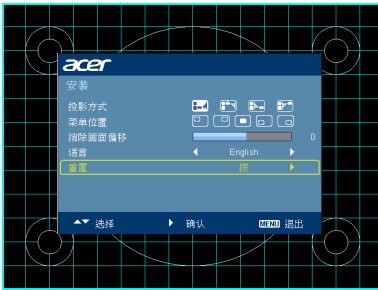 acer
安装
投影方式
菜单位置
消除画面偏移 0
语言 English
重置 按
选择 确认 MENU 退出